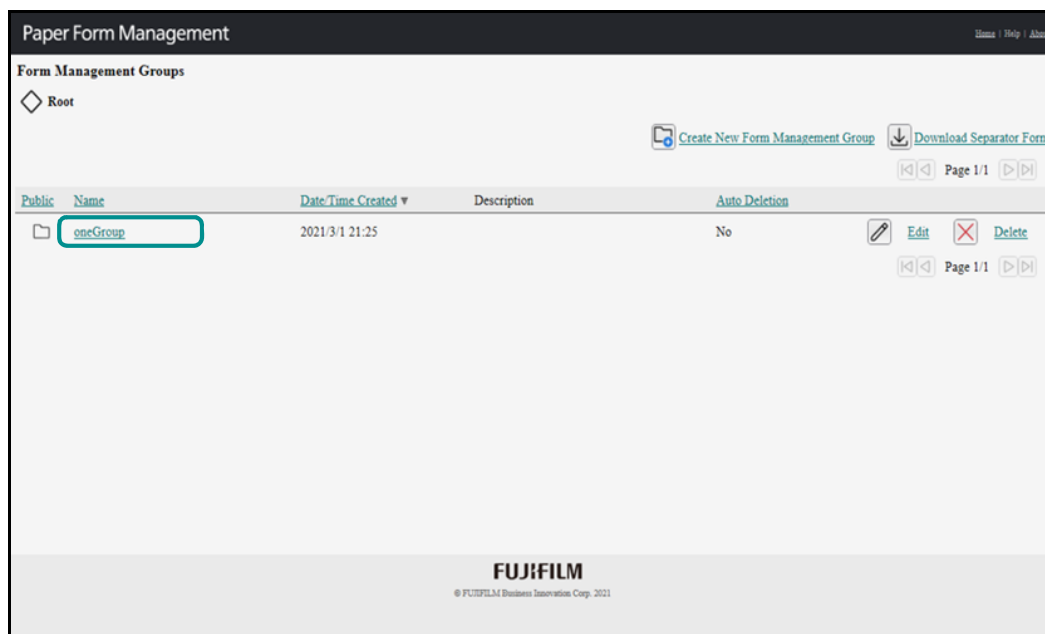 Paper Form Management
Home | Help |
Form Management Groups
Root
Create New Form Management Group Download Separator Form
Page 1/1
Public Name Date/Time Created ▼ Description Auto Deletion
oneGroup 2021/3/1 21:25 No Edit Delete
Page 1/1
FUJIFILM
© FUJIFILM Business Innovation Corp. 2021